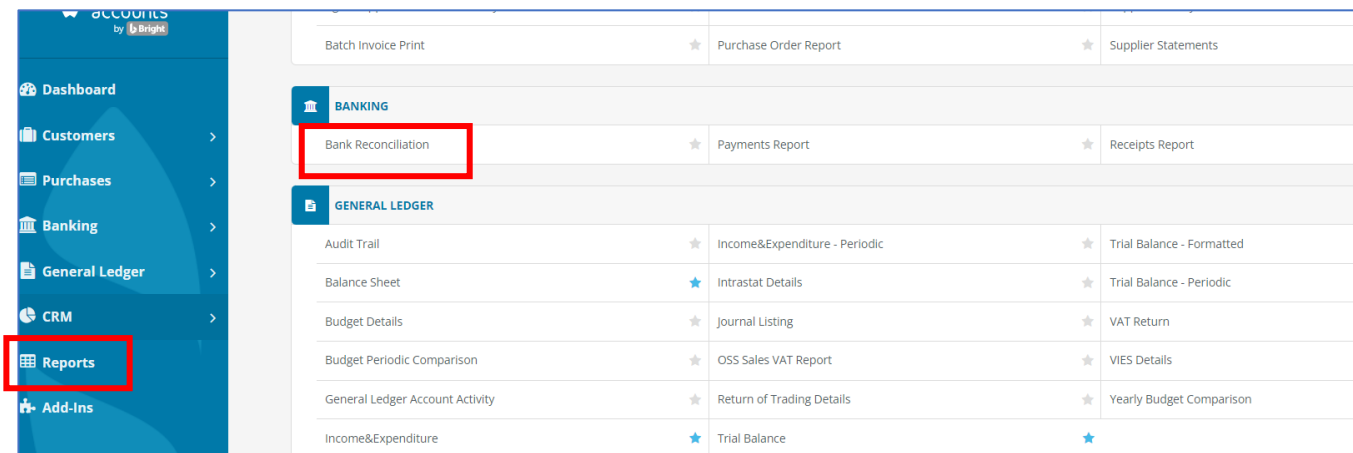 accounts
by Bright
Dashboard
Customers
Purchases
Banking
General Ledger
CRM
Reports
Add-Ins
Batch Invoice Print
Purchase Order Report
Supplier Statements
BANKING
Bank Reconciliation
Payments Report
Receipts Report
GENERAL LEDGER
Audit Trail
Income&Expenditure - Periodic
Trial Balance - Formatted
Balance Sheet
Intrastat Details
Trial Balance - Periodic
Budget Details
Journal Listing
VAT Return
Budget Periodic Comparison
OSS Sales VAT Report
VIES Details
General Ledger Account Activity
Return of Trading Details
Yearly Budget Comparison
Income&Expenditure
Trial Balance